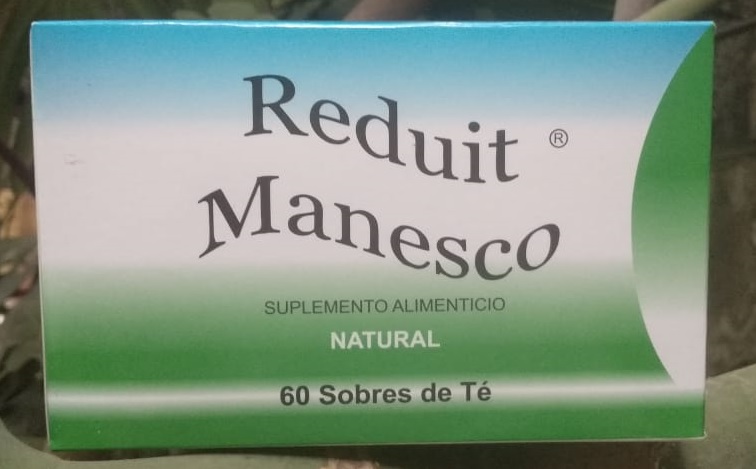 Reduit ®
Manesco
SUPLEMENTO ALIMENTICIO
NATURAL
60 Sobres de Té